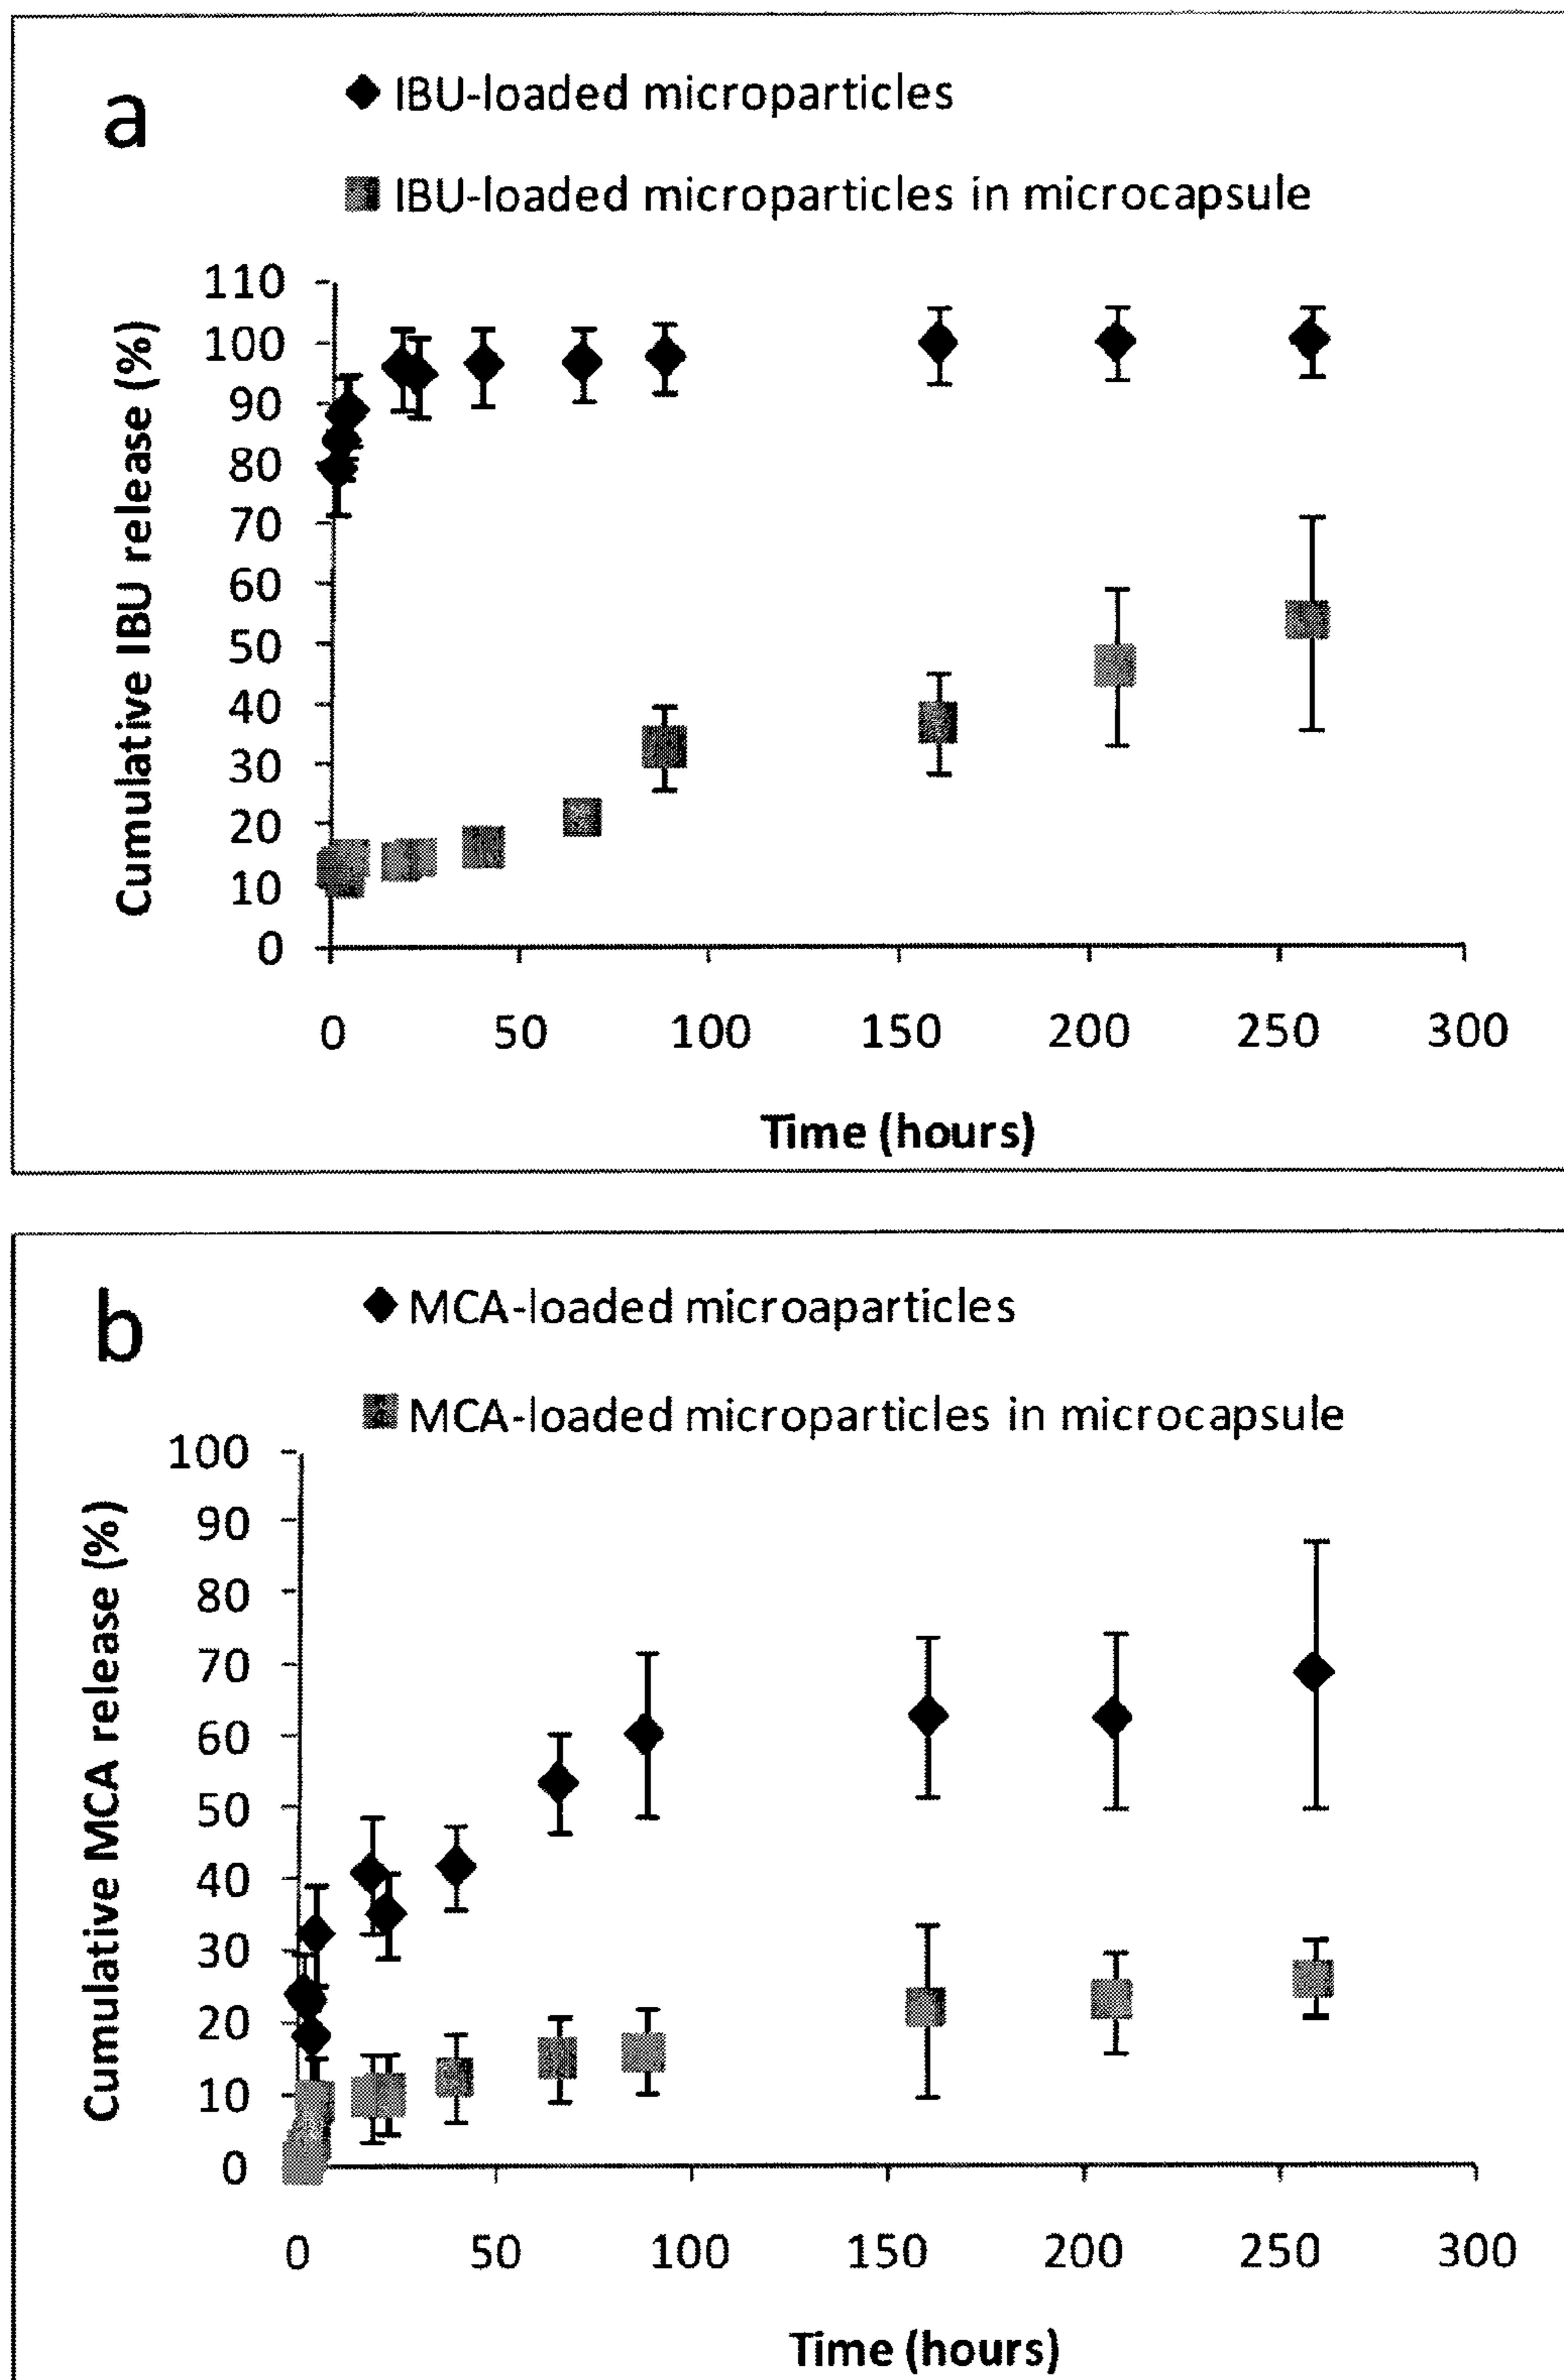 a
IBU-loaded microparticles
IBU-loaded microparticles in microcapsule
110
100
90
80
70
60
50
40
30
20
10
0
Cumulative IBU release (%)
0 50 100 150 200 250 300
Time (hours)
b
MCA-loaded microaparticles
MCA-loaded microparticles in microcapsule
100
90
80
70
60
50
40
30
20
10
0
Cumulative MCA release (%)
0 50 100 150 200 250 300
Time (hours)